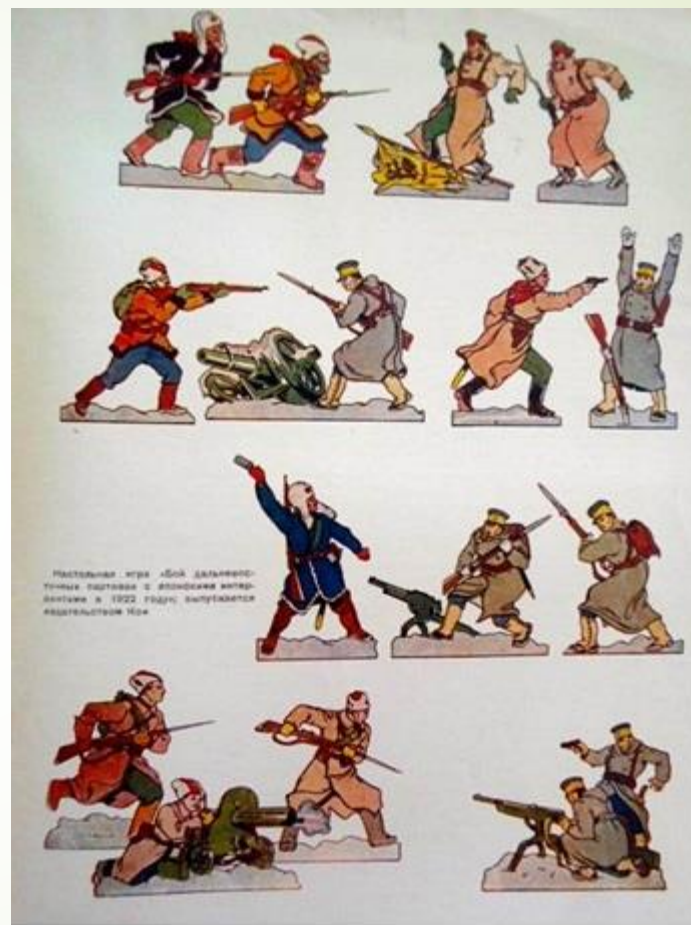 Настольная игра «Бой дальневос-
точных партизан с японскими интер-
вентами в 1922 году»; выпускается
издательством